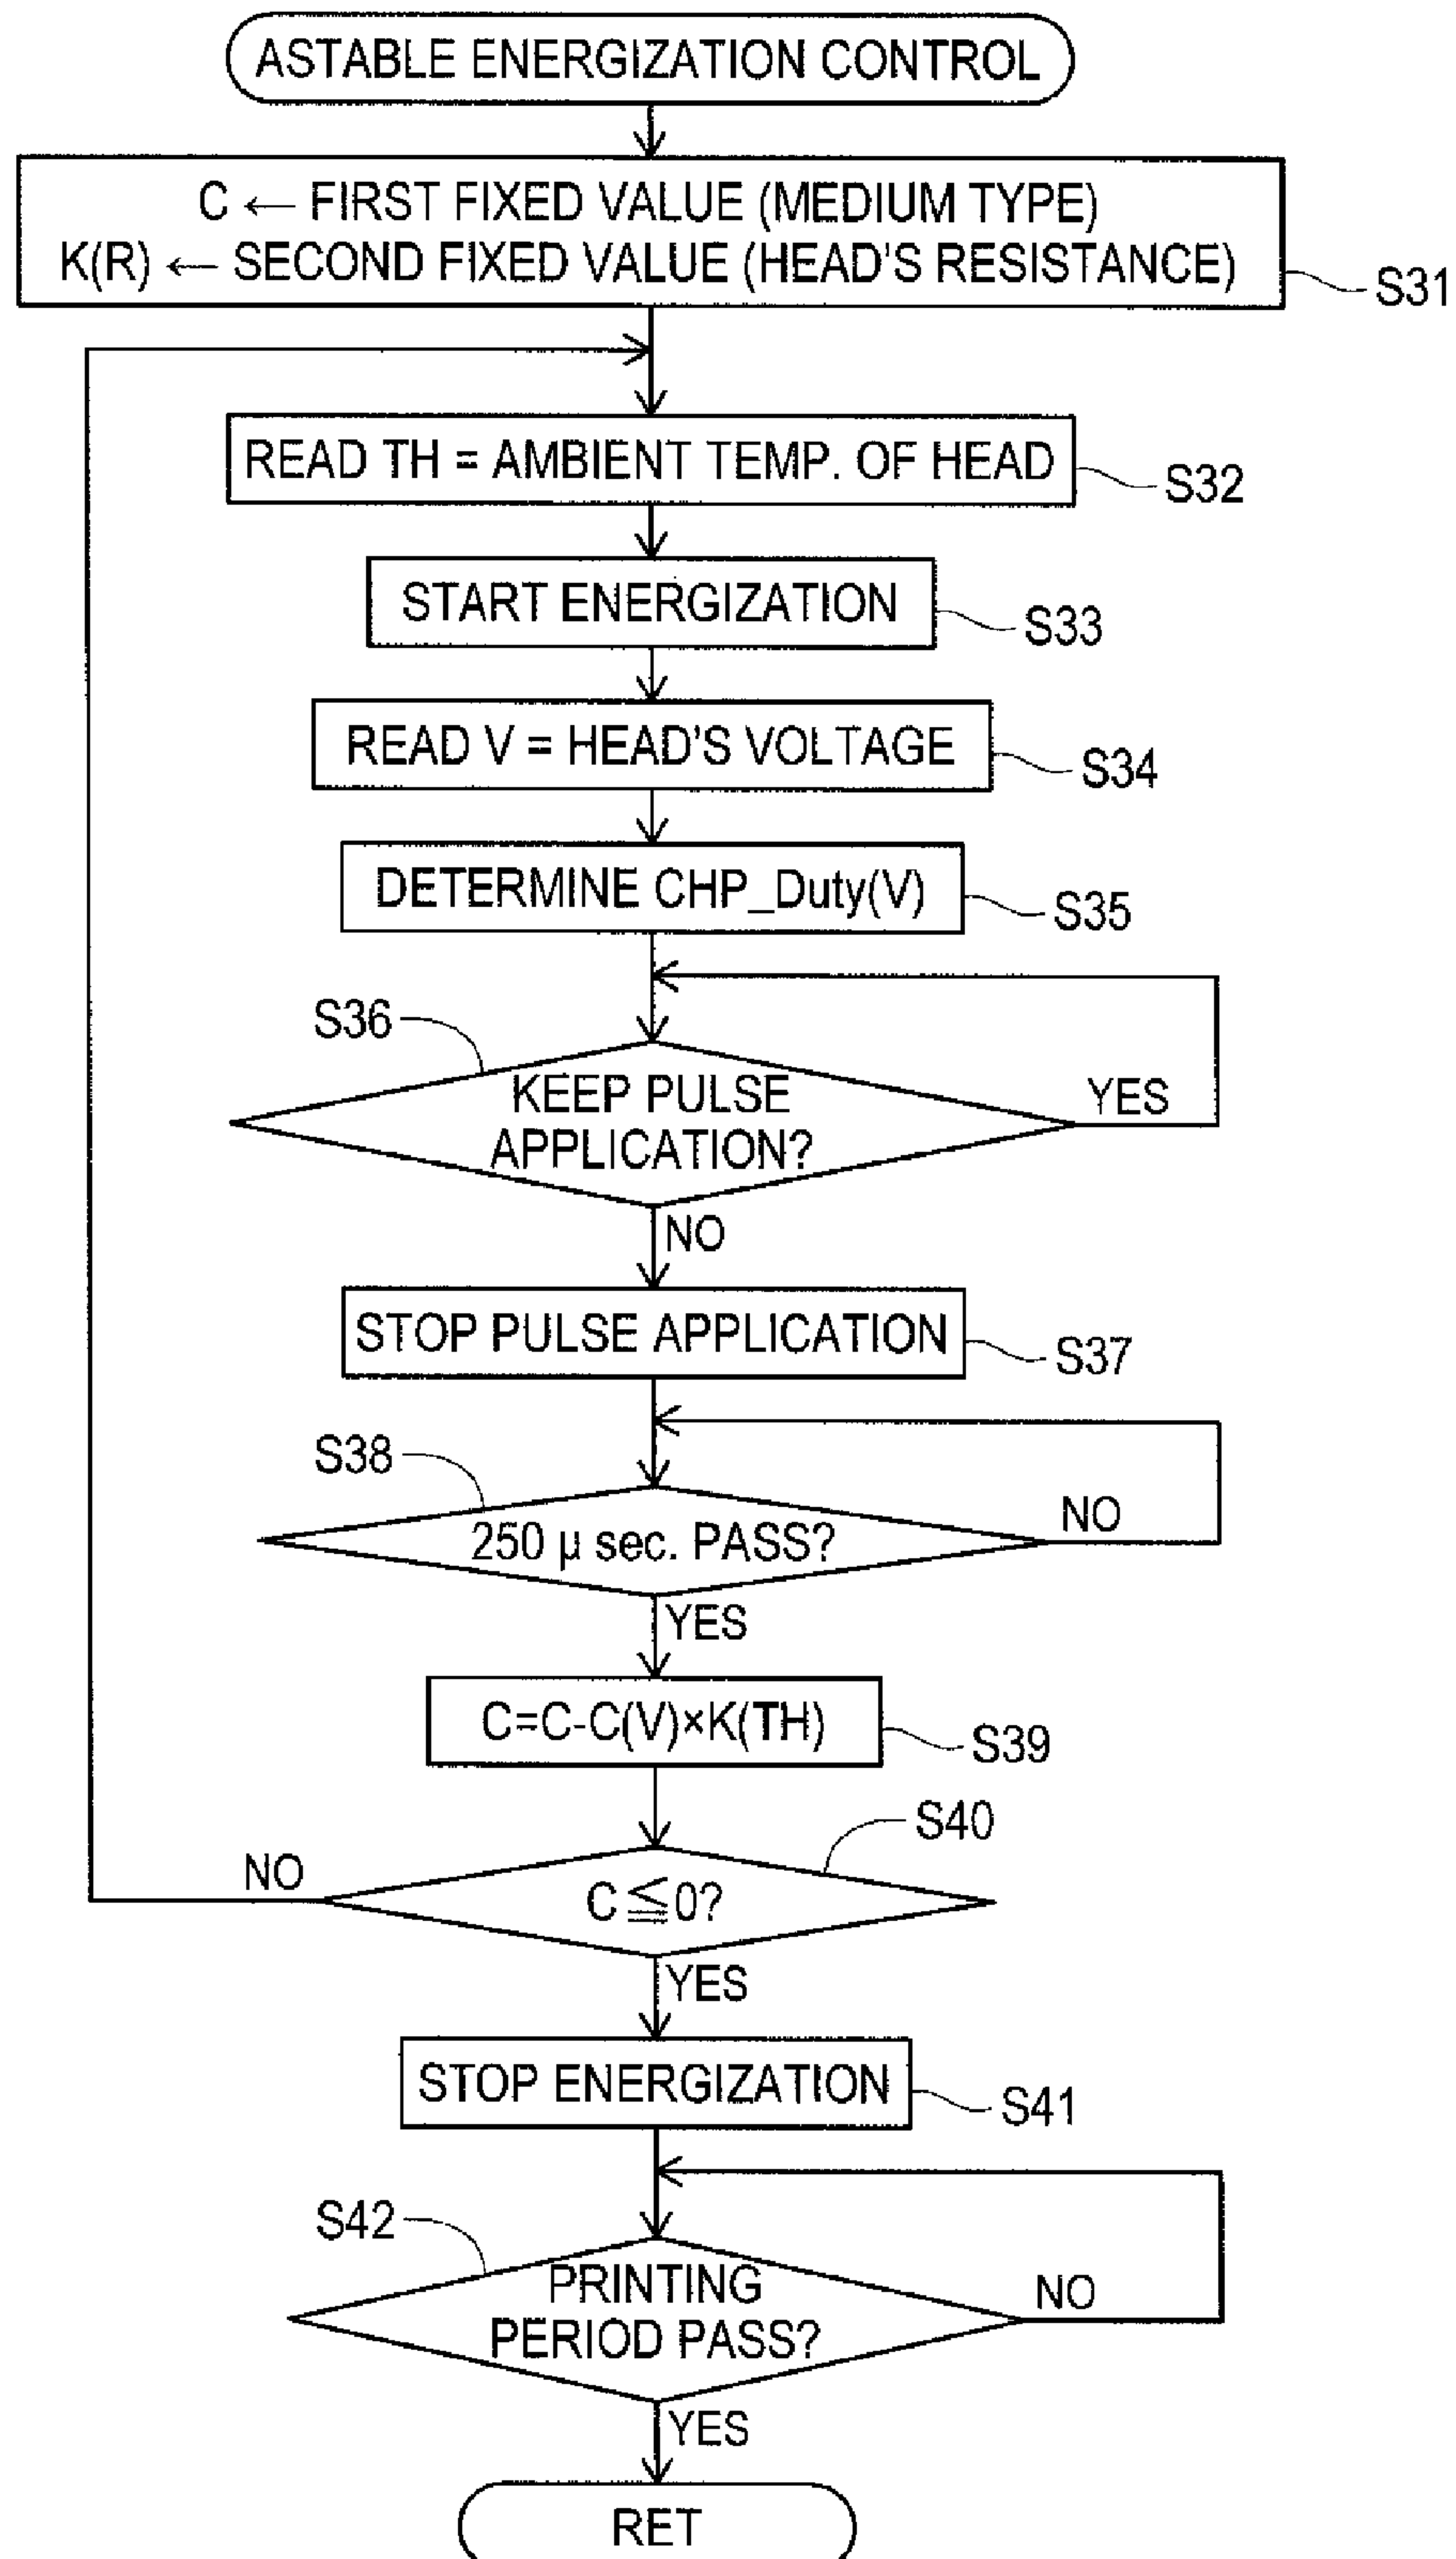 ASTABLE ENERGIZATION CONTROL
C ← FIRST FIXED VALUE (MEDIUM TYPE)
K(R) ← SECOND FIXED VALUE (HEAD'S RESISTANCE)
S31
READ TH = AMBIENT TEMP. OF HEAD
S32
START ENERGIZATION
S33
READ V = HEAD'S VOLTAGE
S34
DETERMINE CHP_Duty(V)
S35
S36
KEEP PULSE
APPLICATION?
YES
NO
STOP PULSE APPLICATION
S37
S38
250 μ sec. PASS?
NO
YES
C=C-C(V)×K(TH)
S39
S40
C ≦ 0?
NO
YES
STOP ENERGIZATION
S41
S42
PRINTING
PERIOD PASS?
NO
YES
RET